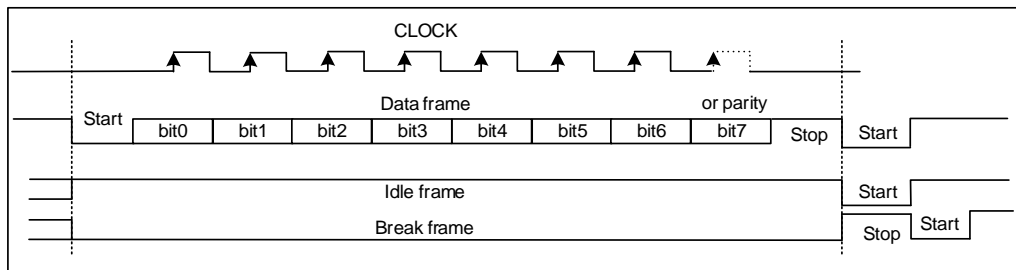 CLOCK
Data frame or parity
Start bit0 bit1 bit2 bit3 bit4 bit5 bit6 bit7 Stop Start
Idle frame Start
Break frame Stop Start